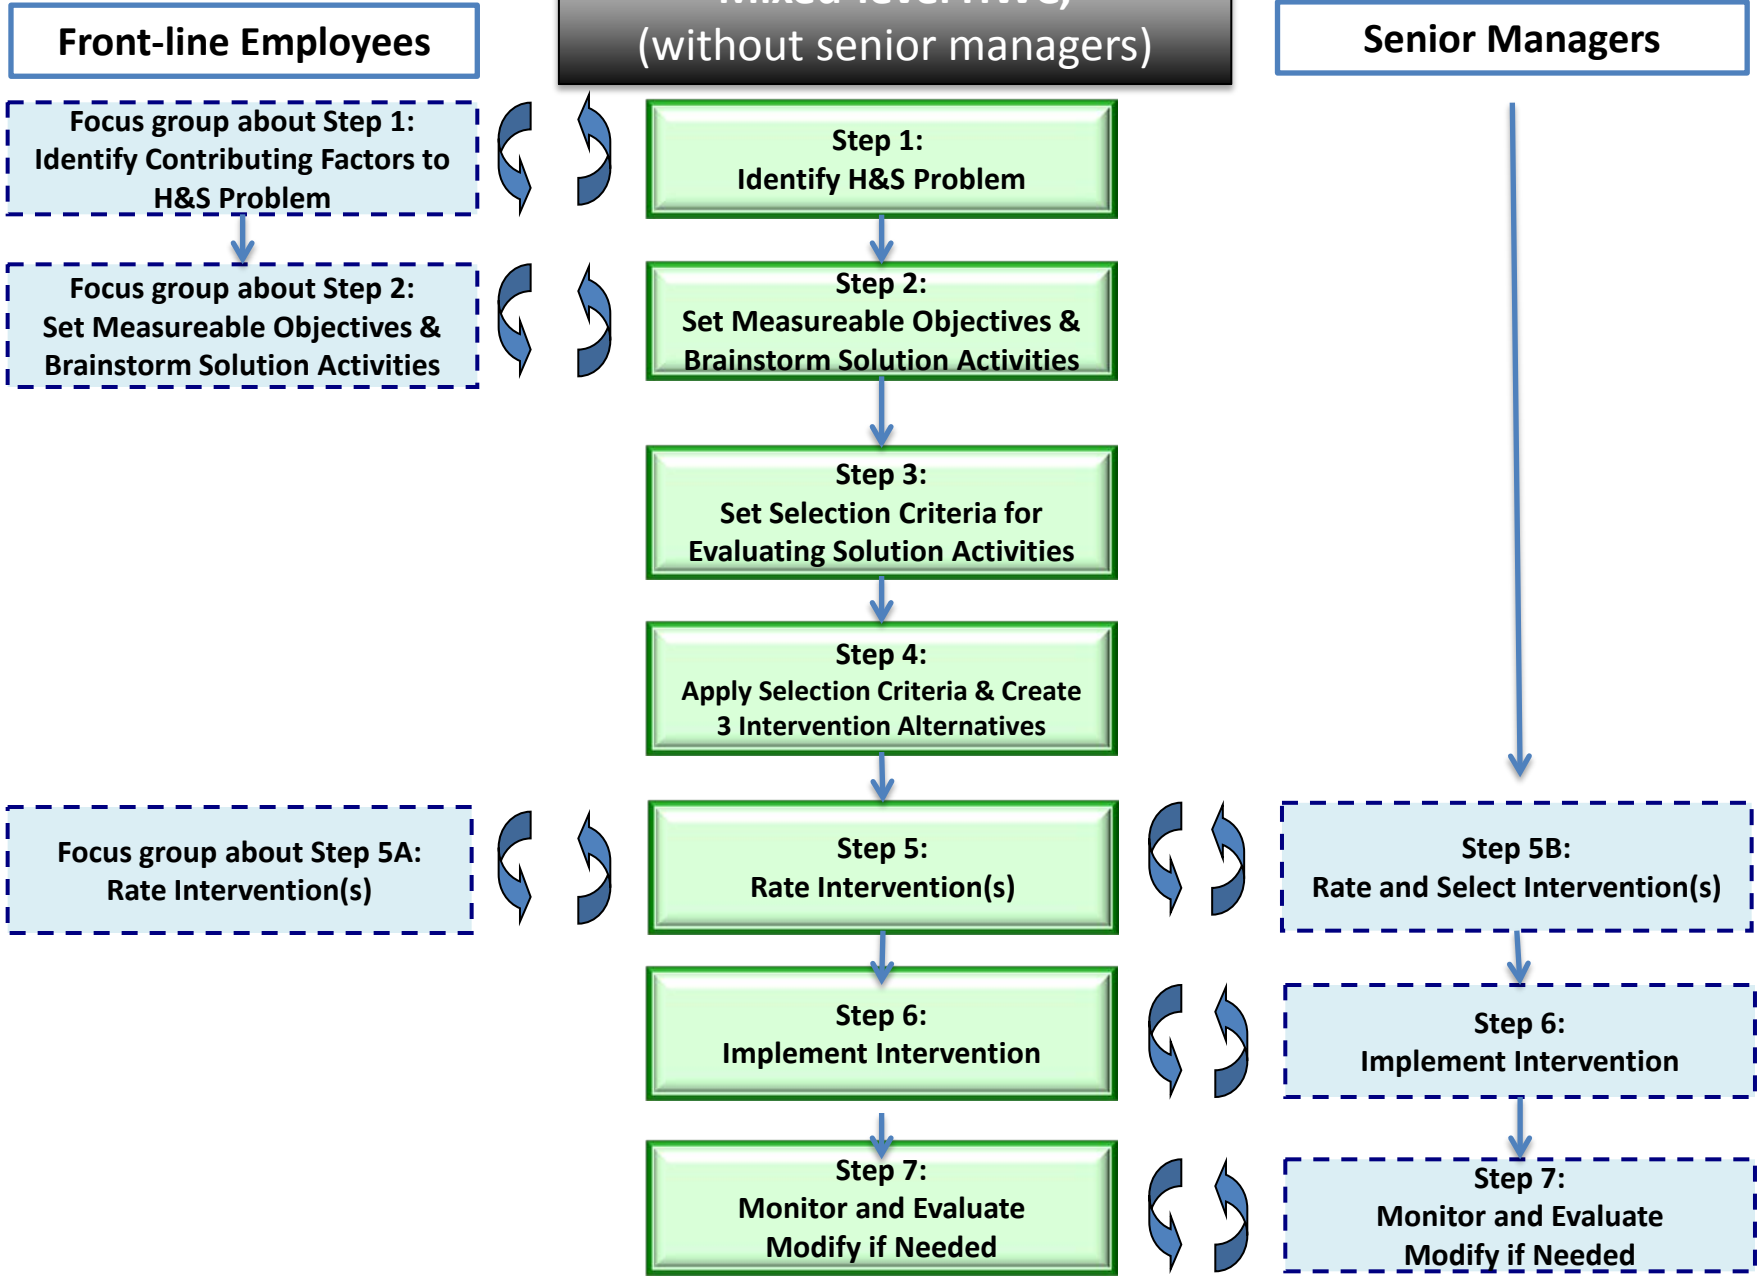 Front-line Employees
(without senior managers)
Senior Managers
Focus group about Step 1:
Identify Contributing Factors to
H&S Problem
Step 1:
Identify H&S Problem
Focus group about Step 2:
Set Measureable Objectives &
Brainstorm Solution Activities
Step 2:
Set Measureable Objectives &
Brainstorm Solution Activities
Step 3:
Set Selection Criteria for
Evaluating Solution Activities
Step 4:
Apply Selection Criteria & Create
3 Intervention Alternatives
Focus group about Step 5A:
Rate Intervention(s)
Step 5:
Rate Intervention(s)
Step 5B:
Rate and Select Intervention(s)
Step 6:
Implement Intervention
Step 6:
Implement Intervention
Step 7:
Monitor and Evaluate
Modify if Needed
Step 7:
Monitor and Evaluate
Modify if Needed